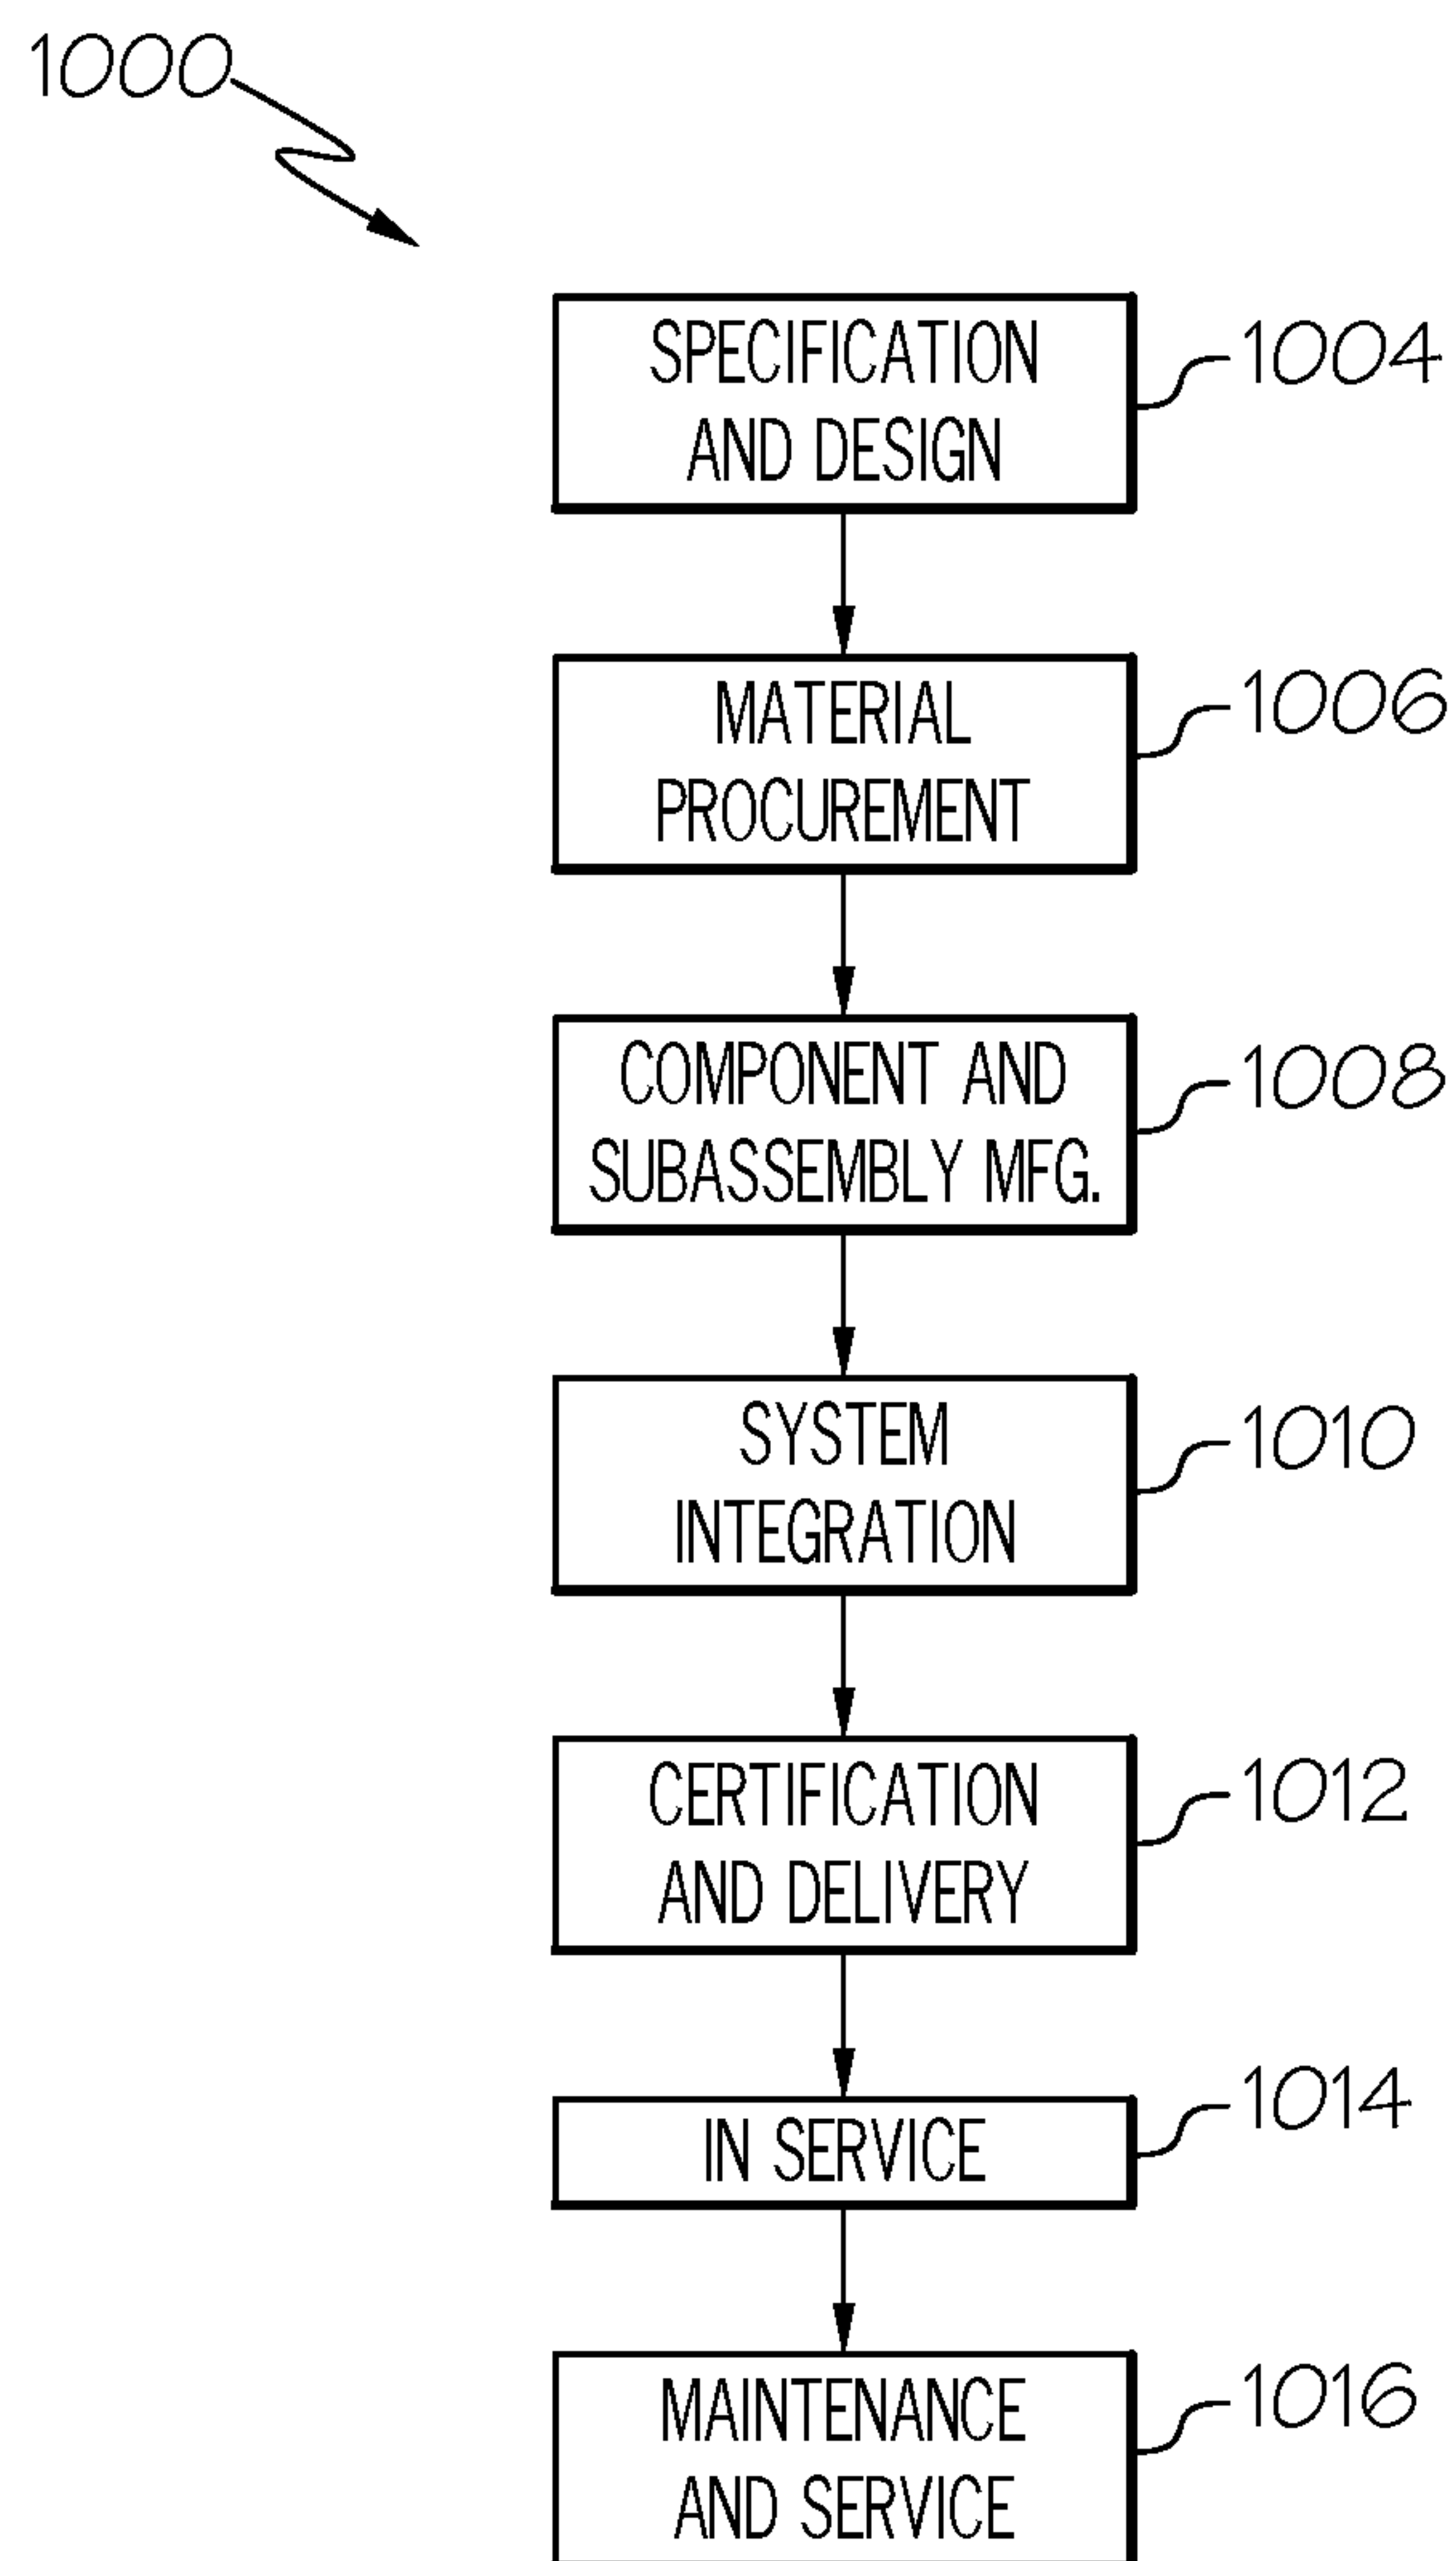 1000
SPECIFICATION
AND DESIGN
1004
MATERIAL
PROCUREMENT
1006
COMPONENT AND
SUBASSEMBLY MFG.
1008
SYSTEM
INTEGRATION
1010
CERTIFICATION
AND DELIVERY
1012
IN SERVICE
1014
MAINTENANCE
AND SERVICE
1016